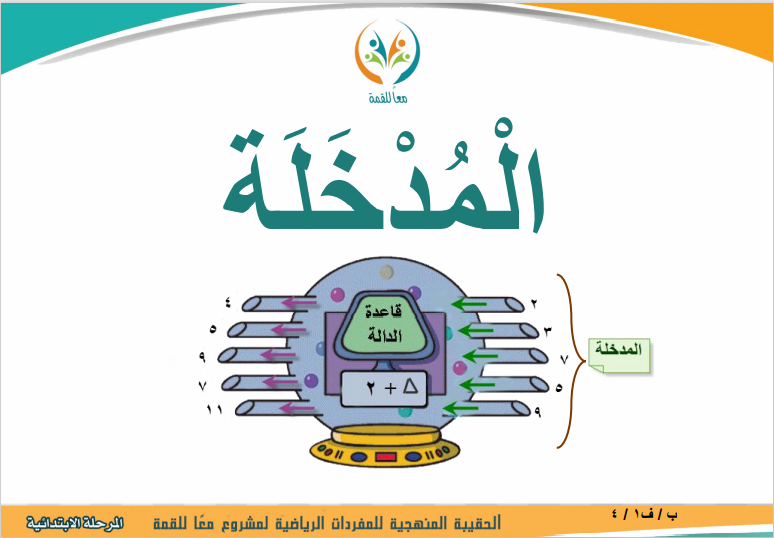 معًا للقمة
الْمُدْخَلَة
قاعدة
الدالة
△ + ٢
٢
٣
٧
٥
٩
٤
٥
٩
٧
١١
المدخلة
ب / ف١ / ٤
الحقيبة المنهجية للمفردات الرياضية لمشروع معًا للقمة
المرحلة الابتدائية